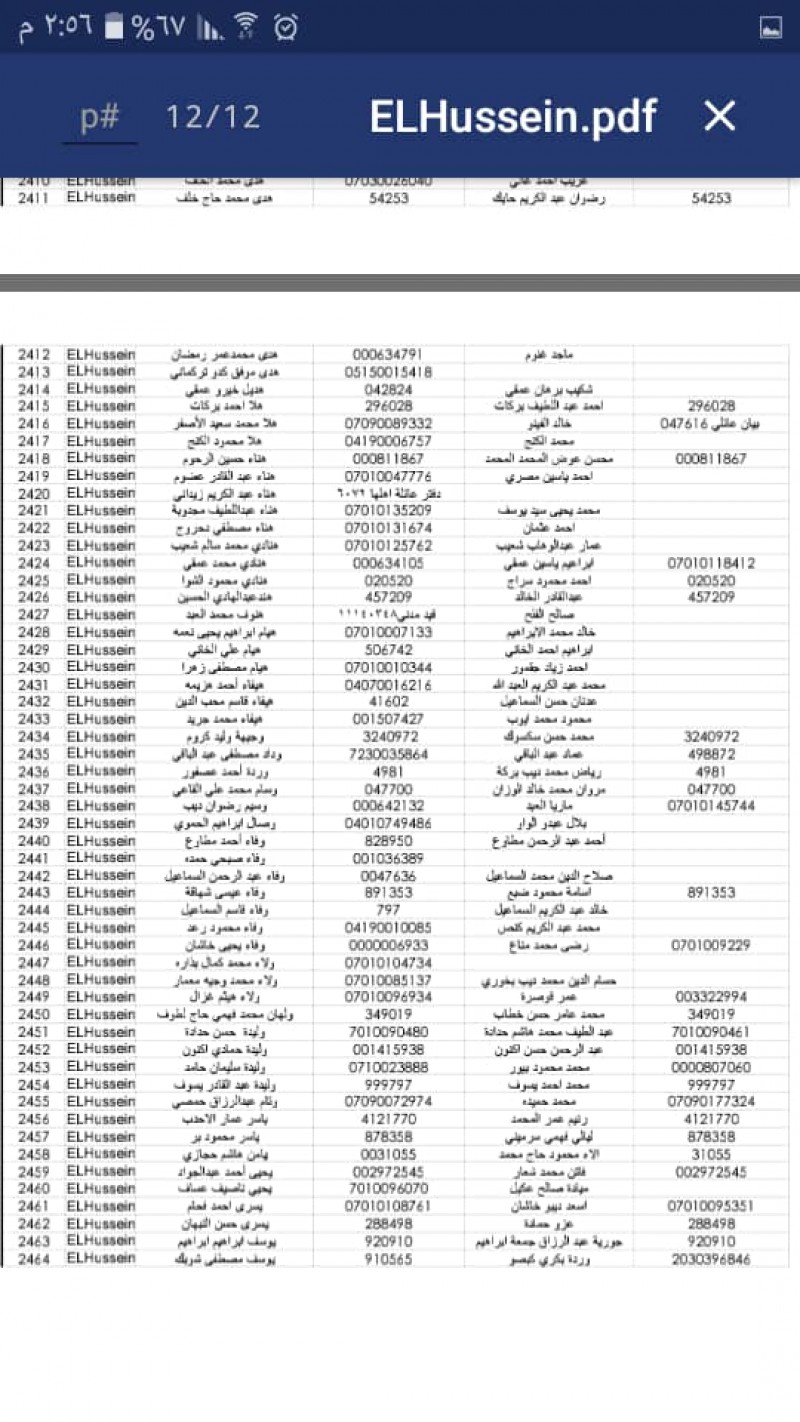 م ٢:٥٦ %٦٧
p# 12/12 ELHussein.pdf ×
2410 ELHussein هدى محمد الخلف 07030026040 غريب احمد غالي
2411 ELHussein هدى محمد حاج خلف 54253 رضوان عبد الكريم حايك 54253
2412 ELHussein هدى محمدعمر رمضان 000634791 ماجد غنوم
2413 ELHussein هدى موفق كدو تركماني 05150015418
2414 ELHussein هديل خيرو عمقي 042824 شكيب برهان عمقي
2415 ELHussein هلا احمد بركات 296028 احمد عبد اللطيف بركات 296028
2416 ELHussein هلا محمد سعيد الأصفر 07090089332 خالد الفيتر بيان عائلي 047616
2417 ELHussein هلا محمود الكنج 04190006757 محمد الكنج
2418 ELHussein هناء حسين الرحوم 000811867 محسن عوض المحمد المحمد 000811867
2419 ELHussein هناء عبد القادر عضوم 07010047776 احمد ياسين مصري
2420 ELHussein هناء عبد الكريم زيداني دفتر عائلة اهلها ٦٠٧٢
2421 ELHussein هناء عبداللطيف مجدوبة 07010135209 محمد يحيى سيد يوسف
2422 ELHussein هناء مصطفى دحروج 07010131674 احمد عثمان
2423 ELHussein هنادي محمد سالم شعيب 07010125762 عمار عبدالوهاب شعيب
2424 ELHussein هنادي محمد عمقي 000634105 ابراهيم ياسين عمقي 07010118412
2425 ELHussein هنادي محمود الشوا 020520 احمد محمود سراج 020520
2426 ELHussein هندعبدالهادي الحسين 457209 عبدالقادر الخالد 457209
2427 ELHussein هنوف محمد العبد قيد مدني١١١٤٠٣٤٨ صالح الفتح
2428 ELHussein هيام ابراهيم يحيى نعمه 07010007133 خالد محمد الابراهيم
2429 ELHussein هيام علي الخاني 506742 ابراهيم احمد الخاني
2430 ELHussein هيام مصطفى زهرا 07010010344 احمد زياد جقمور
2431 ELHussein هيفاء أحمد هزيمه 04070016216 محمد عبد الكريم العبد الله
2432 ELHussein هيفاء قاسم محب الدين 41602 عدنان حسن السماعيل
2433 ELHussein هيفاء محمد جريد 001507427 محمود محمد ايوب
2434 ELHussein وجيهة وليد كروم 3240972 محمد حسن سكسوك 3240972
2435 ELHussein وداد مصطفى عبد الباقي 7230035864 عماد عبد الباقي 498872
2436 ELHussein وردة أحمد عصفور 4981 رياض محمد ديب بركة 4981
2437 ELHussein وسام محمد علي القاعي 047700 مروان محمد خالد الوزان 047700
2438 ELHussein وسيم رضوان ديب 000642132 ماريا العبد 07010145744
2439 ELHussein وصال ابراهيم الحموي 04010749486 بلال عبدو الوار
2440 ELHussein وفاء أحمد مطاوع 828950 أحمد عبد الرحمن مطاوع
2441 ELHussein وفاء صبحي حمده 001036389
2442 ELHussein وفاء عبد الرحمن السماعيل 0047636 صلاح الدين محمد السماعيل
2443 ELHussein وفاء عيسى شهاقة 891353 اسامة محمود ضبع 891353
2444 ELHussein وفاء قاسم السماعيل 797 خالد عبد الكريم السماعيل
2445 ELHussein وفاء محمود رعد 04190010085 محمد عبد الكريم كلحص
2446 ELHussein وفاء يحيى خاشان 0000006933 رضى محمد مناع 0701009229
2447 ELHussein ولاء محمد كمال بذاره 07010104734
2448 ELHussein ولاء محمد وجيه معمار 07010085137 حسام الدين محمد ديب بخوري
2449 ELHussein ولاء هيثم غزال 07010096934 عمر قوصرة 003322994
2450 ELHussein ولهان محمد فهمي حاج لطوف 349019 محمد عامر حسن خطاب 349019
2451 ELHussein وليدة حسن حدادة 7010090480 عبد الطيف محمد هاشم حدادة 7010090461
2452 ELHussein وليدة حمادي اكنون 001415938 عبد الرحمن حسن اكنون 001415938
2453 ELHussein وليدة سليمان حامد 0710023888 محمد محمود بيور 0000807060
2454 ELHussein وليدة عبد القادر يسوف 999797 محمد احمد يسوف 999797
2455 ELHussein وئام عبدالرزاق حمصي 07090072974 محمد حميده 07090177324
2456 ELHussein ياسر عمار الاحدب 4121770 رنيم عمر المحمد 4121770
2457 ELHussein ياسر محمود بر 878358 ليالي فهمي سرميني 878358
2458 ELHussein يامن هاشم حجازي 0031055 الاء محمود حاج محمد 31055
2459 ELHussein يحيى أحمد عبدالجواد 002972545 فاتن محمد شعار 002972545
2460 ELHussein يحيى ناصيف عساف 7010096070 ميادة صالح عكيل
2461 ELHussein يسرى احمد فحام 07010108761 اسعد ديبو خاشان 07010095351
2462 ELHussein يسرى حسن النبهان 288498 عزو حمادة 288498
2463 ELHussein يوسف ابراهيم ابراهيم 920910 حورية عبد الرزاق جمعة ابراهيم 920910
2464 ELHussein يوسف مصطفى شريك 910565 وردة بكري كبصو 2030396846